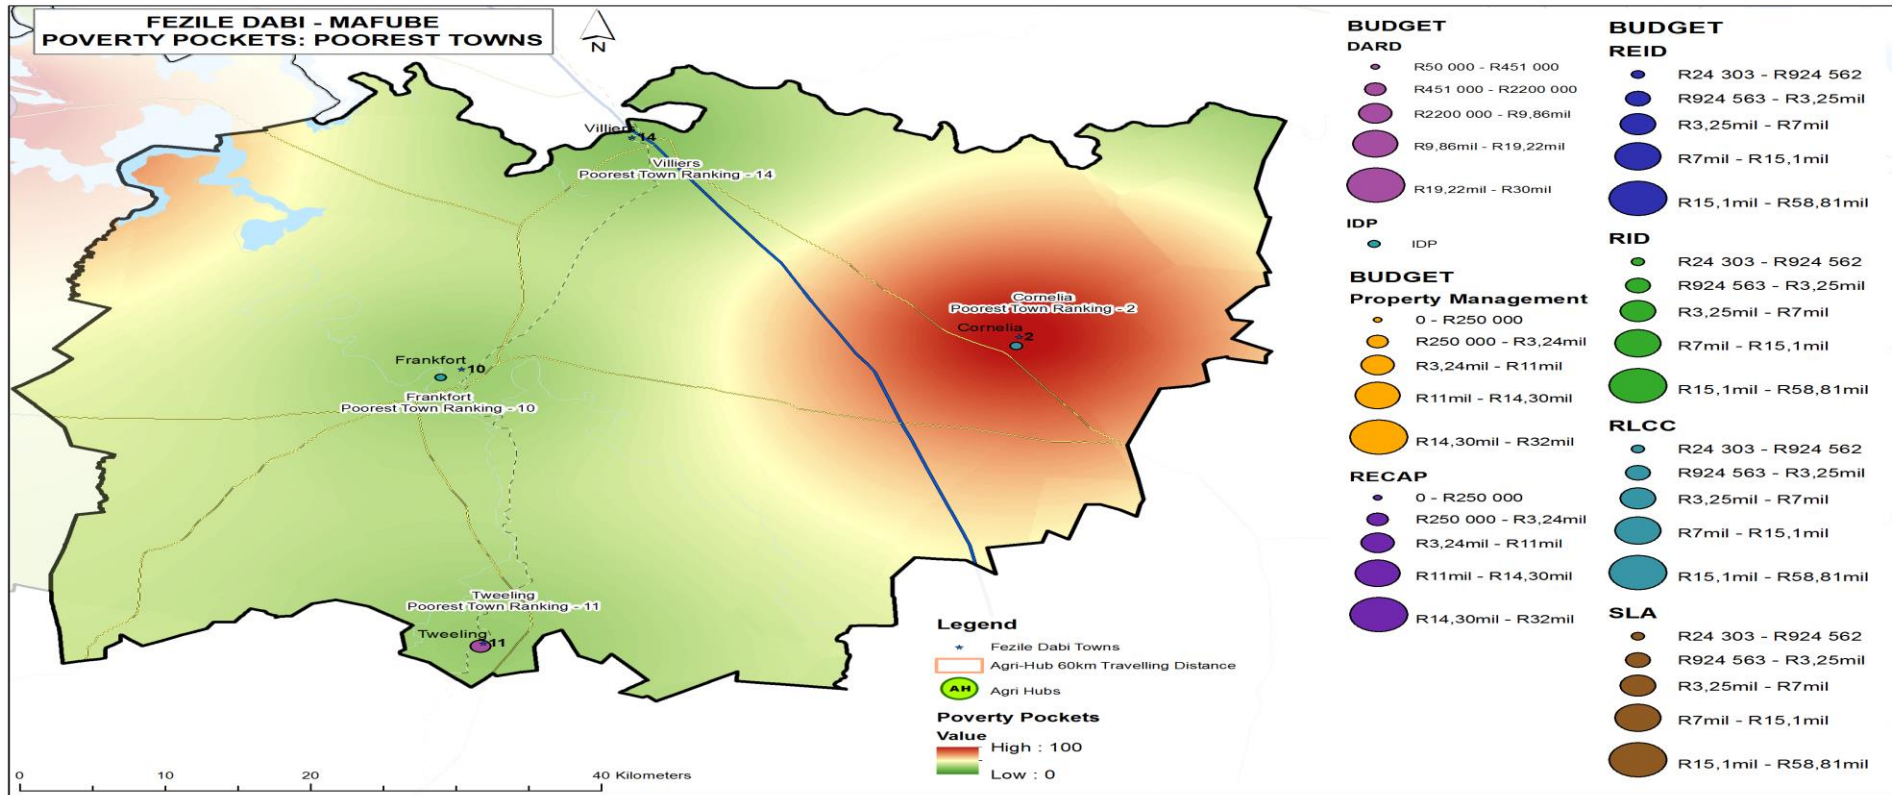 FEZILE DABI - MAFUBE
POVERTY POCKETS: POOREST TOWNS
N
Villiers
14
Villiers
Poorest Town Ranking - 14
Cornelia
Poorest Town Ranking - 2
Cornelia
2
Frankfort
10
Frankfort
Poorest Town Ranking - 10
Tweeling
Poorest Town Ranking - 11
Tweeling
11
0 10 20 40 Kilometers
Legend
Fezile Dabi Towns
Agri-Hub 60km Travelling Distance
AH Agri Hubs
Poverty Pockets
Value
High : 100
Low : 0
BUDGET
DARD
R50 000 - R451 000
R451 000 - R2200 000
R2200 000 - R9,86mil
R9,86mil - R19,22mil
R19,22mil - R30mil
IDP
IDP
BUDGET
Property Management
0 - R250 000
R250 000 - R3,24mil
R3,24mil - R11mil
R11mil - R14,30mil
R14,30mil - R32mil
RECAP
0 - R250 000
R250 000 - R3,24mil
R3,24mil - R11mil
R11mil - R14,30mil
R14,30mil - R32mil
BUDGET
REID
R24 303 - R924 562
R924 563 - R3,25mil
R3,25mil - R7mil
R7mil - R15,1mil
R15,1mil - R58,81mil
RID
R24 303 - R924 562
R924 563 - R3,25mil
R3,25mil - R7mil
R7mil - R15,1mil
R15,1mil - R58,81mil
RLCC
R24 303 - R924 562
R924 563 - R3,25mil
R3,25mil - R7mil
R7mil - R15,1mil
R15,1mil - R58,81mil
SLA
R24 303 - R924 562
R924 563 - R3,25mil
R3,25mil - R7mil
R7mil - R15,1mil
R15,1mil - R58,81mil